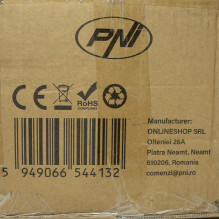 PNI
CE
RoHS
COMPLIANT
Manufacturer:
ONLINESHOP SRL
Olteniei 26A
Piatra Neamt, Neamt
610206, Romania
comenzi@pni.ro
5 949066 544132